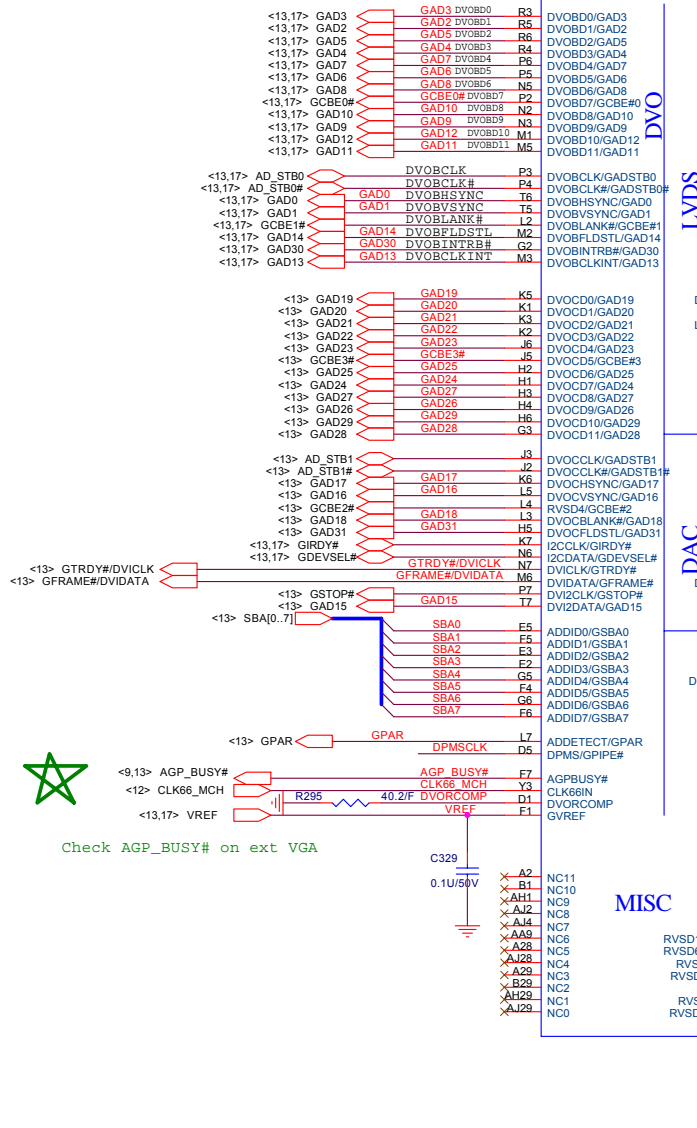 <13,17> GAD3 GAD3 DVOBD0 R3 DVOBD0/GAD3
<13,17> GAD2 GAD2 DVOBD1 R5 DVOBD1/GAD2
<13,17> GAD5 GAD5 DVOBD2 R6 DVOBD2/GAD5
<13,17> GAD4 GAD4 DVOBD3 R4 DVOBD3/GAD4
<13,17> GAD7 GAD7 DVOBD4 P6 DVOBD4/GAD7
<13,17> GAD6 GAD6 DVOBD5 P5 DVOBD5/GAD6
<13,17> GAD8 GAD8 DVOBD6 N5 DVOBD6/GAD8
<13,17> GCBE0# GCBE0# DVOBD7 P2 DVOBD7/GCBE#0
<13,17> GAD10 GAD10 DVOBD8 N2 DVOBD8/GAD10
<13,17> GAD9 GAD9 DVOBD9 N3 DVOBD9/GAD9
<13,17> GAD12 GAD12 DVOBD10 M1 DVOBD10/GAD12
<13,17> GAD11 GAD11 DVOBD11 M5 DVOBD11/GAD11
DVO
<13,17> AD_STB0 DVOBCLK P3 DVOBCLK/GADSTB0
<13,17> AD_STB0# DVOBCLK# P4 DVOBCLK#/GADSTB0#
<13,17> GAD0 GAD0 DVOBHSYNC T6 DVOBHSYNC/GAD0
<13,17> GAD1 GAD1 DVOBVSYNC T5 DVOBVSYNC/GAD1
<13,17> GCBE1# DVOBLANK# L2 DVOBLANK#/GCBE#1
<13,17> GAD14 GAD14 DVOBFLDSTL M2 DVOBFLDSTL/GAD14
<13,17> GAD30 GAD30 DVOBINTRB# G2 DVOBINTRB#/GAD30
<13,17> GAD13 GAD13 DVOBCLKINT M3 DVOBCLKINT/GAD13
LVDS
<13> GAD19 GAD19 K5 DVOCD0/GAD19
<13> GAD20 GAD20 K1 DVOCD1/GAD20
<13> GAD21 GAD21 K3 DVOCD2/GAD21
<13> GAD22 GAD22 K2 DVOCD3/GAD22
<13> GAD23 GAD23 J6 DVOCD4/GAD23
<13> GCBE3# GCBE3# J5 DVOCD5/GCBE#3
<13> GAD25 GAD25 H2 DVOCD6/GAD25
<13> GAD24 GAD24 H1 DVOCD7/GAD24
<13> GAD27 GAD27 H3 DVOCD8/GAD27
<13> GAD26 GAD26 H4 DVOCD9/GAD26
<13> GAD29 GAD29 H6 DVOCD10/GAD29
<13> GAD28 GAD28 G3 DVOCD11/GAD28
<13> AD_STB1 J3 DVOCCLK/GADSTB1
<13> AD_STB1# J2 DVOCCLK#/GADSTB1#
<13> GAD17 GAD17 K6 DVOCHSYNC/GAD17
<13> GAD16 GAD16 L5 DVOCVSYNC/GAD16
<13> GCBE2# L4 RVSD4/GCBE#2
<13> GAD18 GAD18 L3 DVOCBLANK#/GAD18
<13> GAD31 GAD31 H5 DVOCFLDSTL/GAD31
<13,17> GIRDY# K7 I2CCLK/GIRDY#
<13,17> GDEVSEL# N6 I2CDATA/GDEVSEL#
<13> GTRDY#/DVICLK GTRDY#/DVICLK N7 DVICLK/GTRDY#
<13> GFRAME#/DVIDATA GFRAME#/DVIDATA M6 DVIDATA/GFRAME#
<13> GSTOP# P7 DVI2CLK/GSTOP#
<13> GAD15 GAD15 T7 DVI2DATA/GAD15
DAC
<13> SBA[0..7]
SBA0 E5 ADDID0/GSBA0
SBA1 F5 ADDID1/GSBA1
SBA2 E3 ADDID2/GSBA2
SBA3 E2 ADDID3/GSBA3
SBA4 G5 ADDID4/GSBA4
SBA5 F4 ADDID5/GSBA5
SBA6 G6 ADDID6/GSBA6
SBA7 F6 ADDID7/GSBA7
<13> GPAR GPAR L7 ADDETECT/GPAR
DPMSCLK D5 DPMS/GPIPE#
<9,13> AGP_BUSY# AGP_BUSY# F7 AGPBUSY#
<12> CLK66_MCH CLK66_MCH Y3 CLK66IN
R295 40.2/F DVORCOMP D1 DVORCOMP
<13,17> VREF VREF F1 GVREF
Check AGP_BUSY# on ext VGA
C329
0.1U/50V
A2 NC11
B1 NC10
AH1 NC9
AJ2 NC8
AJ4 NC7
AA9 NC6 RVSD1
A28 NC5 RVSD6
AJ28 NC4 RVS
A29 NC3 RVSD
B29 NC2
AH29 NC1 RVS
AJ29 NC0 RVSD
MISC